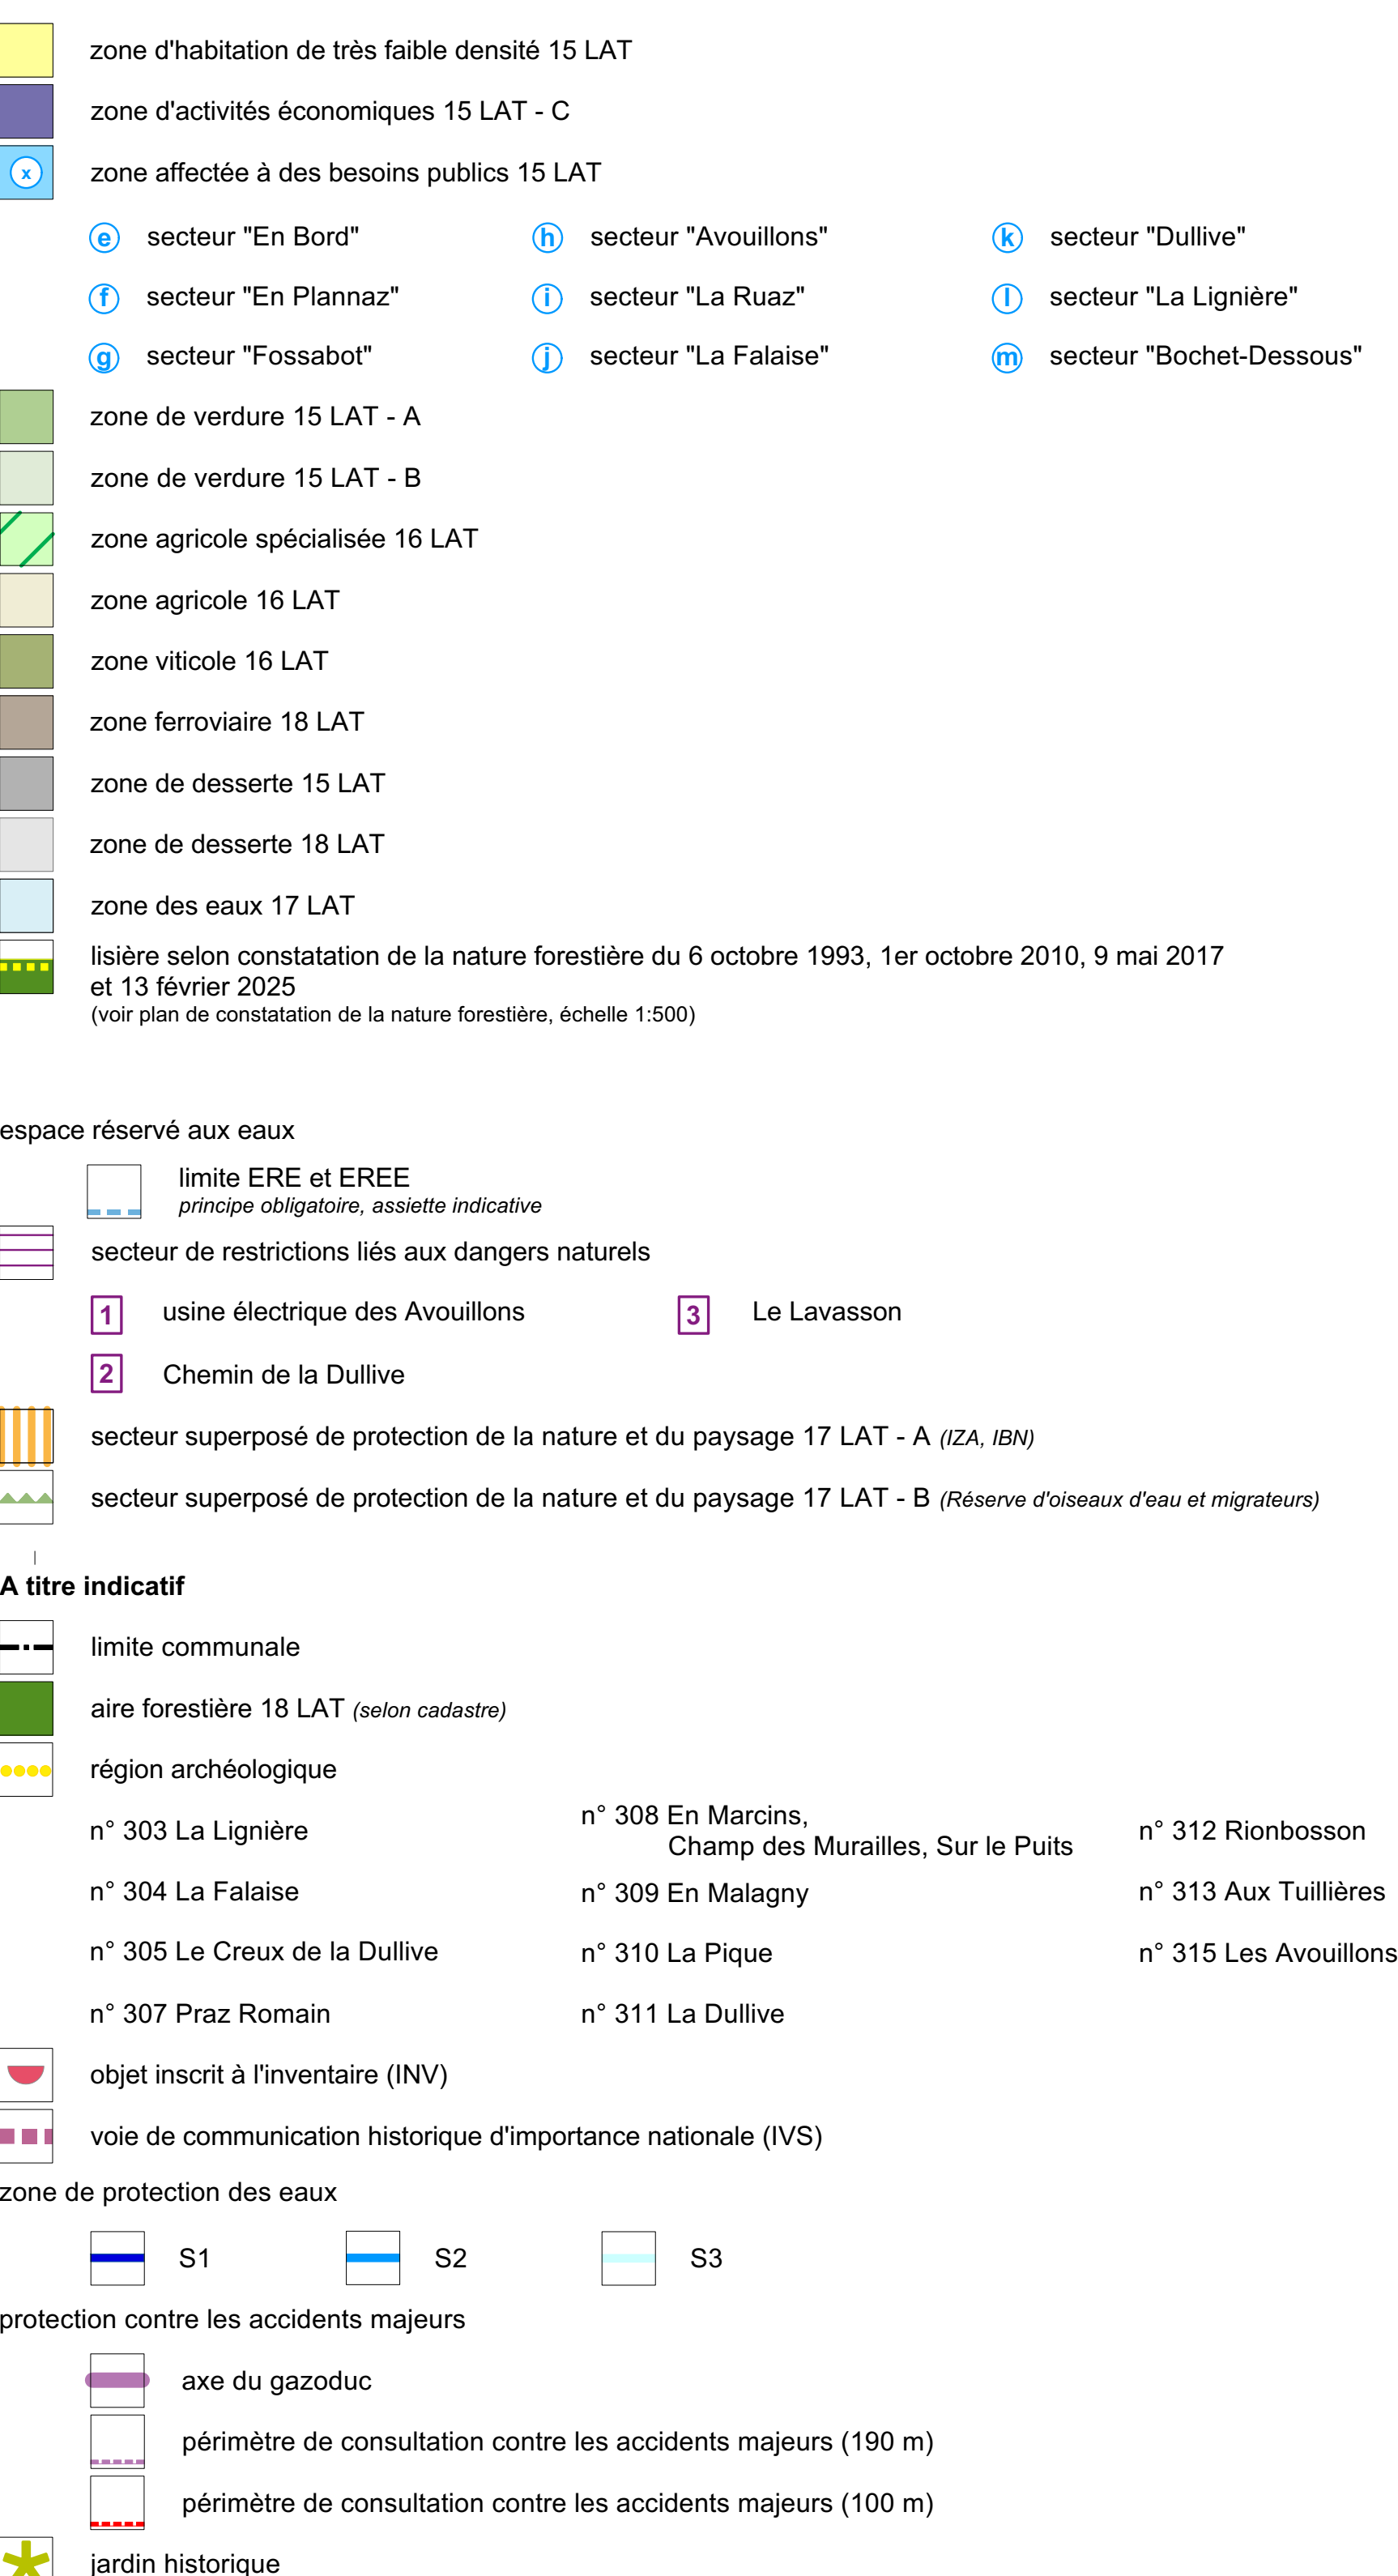 zone d'habitation de très faible densité 15 LAT
zone d'activités économiques 15 LAT - C
x zone affectée à des besoins publics 15 LAT
e secteur "En Bord" h secteur "Avouillons" k secteur "Dullive"
f secteur "En Plannaz" i secteur "La Ruaz" l secteur "La Lignière"
g secteur "Fossabot" j secteur "La Falaise" m secteur "Bochet-Dessous"
zone de verdure 15 LAT - A
zone de verdure 15 LAT - B
zone agricole spécialisée 16 LAT
zone agricole 16 LAT
zone viticole 16 LAT
zone ferroviaire 18 LAT
zone de desserte 15 LAT
zone de desserte 18 LAT
zone des eaux 17 LAT
lisière selon constatation de la nature forestière du 6 octobre 1993, 1er octobre 2010, 9 mai 2017
et 13 février 2025
(voir plan de constatation de la nature forestière, échelle 1:500)
espace réservé aux eaux
limite ERE et EREE
principe obligatoire, assiette indicative
secteur de restrictions liés aux dangers naturels
1 usine électrique des Avouillons 3 Le Lavasson
2 Chemin de la Dullive
secteur superposé de protection de la nature et du paysage 17 LAT - A (IZA, IBN)
secteur superposé de protection de la nature et du paysage 17 LAT - B (Réserve d'oiseaux d'eau et migrateurs)
A titre indicatif
limite communale
aire forestière 18 LAT (selon cadastre)
région archéologique
n° 303 La Lignière n° 308 En Marcins, n° 312 Rionbosson
Champ des Murailles, Sur le Puits
n° 304 La Falaise n° 309 En Malagny n° 313 Aux Tuillières
n° 305 Le Creux de la Dullive n° 310 La Pique n° 315 Les Avouillons
n° 307 Praz Romain n° 311 La Dullive
objet inscrit à l'inventaire (INV)
voie de communication historique d'importance nationale (IVS)
zone de protection des eaux
S1 S2 S3
protection contre les accidents majeurs
axe du gazoduc
périmètre de consultation contre les accidents majeurs (190 m)
périmètre de consultation contre les accidents majeurs (100 m)
jardin historique